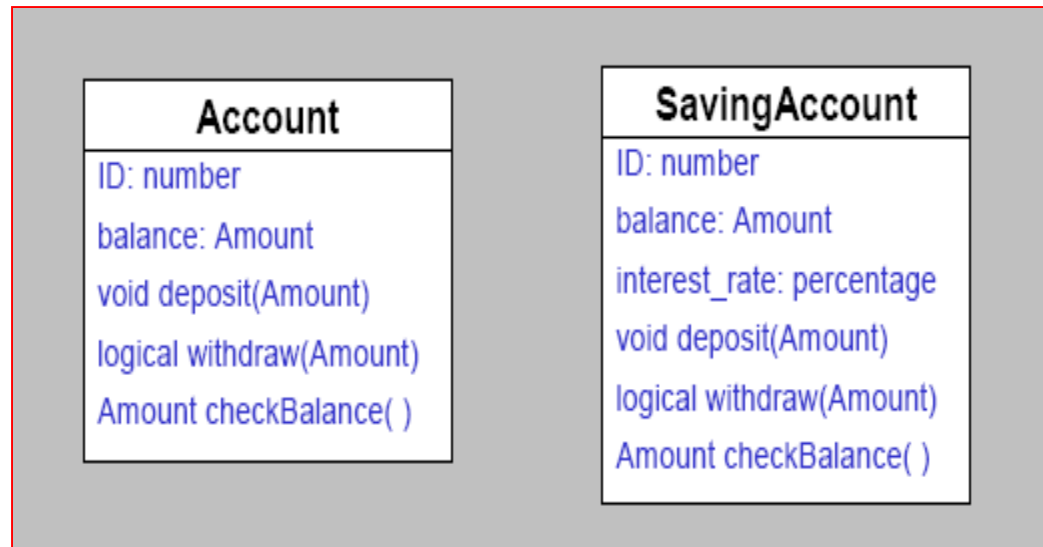 Account
ID: number
balance: Amount
void deposit(Amount)
logical withdraw(Amount)
Amount checkBalance( )
SavingAccount
ID: number
balance: Amount
interest_rate: percentage
void deposit(Amount)
logical withdraw(Amount)
Amount checkBalance( )